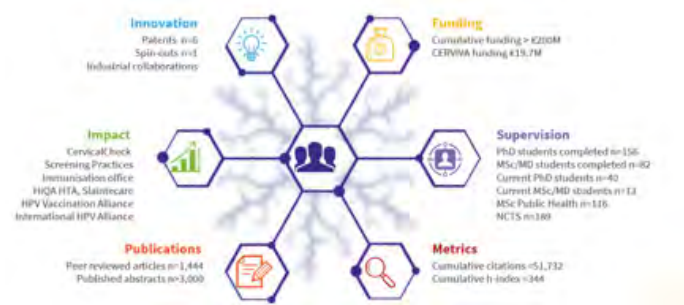 Innovation
Patents n=6
Spin-outs n=1
Industrial collaborations
Funding
Cumulative funding > €200M
CERVIVA funding €19.7M
Impact
CervicalCheck
Screening Practices
Immunisation office
HIQA HTA, Slaintecare
HPV Vaccination Alliance
International HPV Alliance
Supervision
PhD students completed n=156
MSc/MD students completed n=82
Current PhD students n=40
Current MSc/MD students n=13
MSc Public Health n=116
NCTS n=189
Publications
Peer reviewed articles n=1,444
Published abstracts n=3,000
Metrics
Cumulative citations =51,732
Cumulative h-index =344